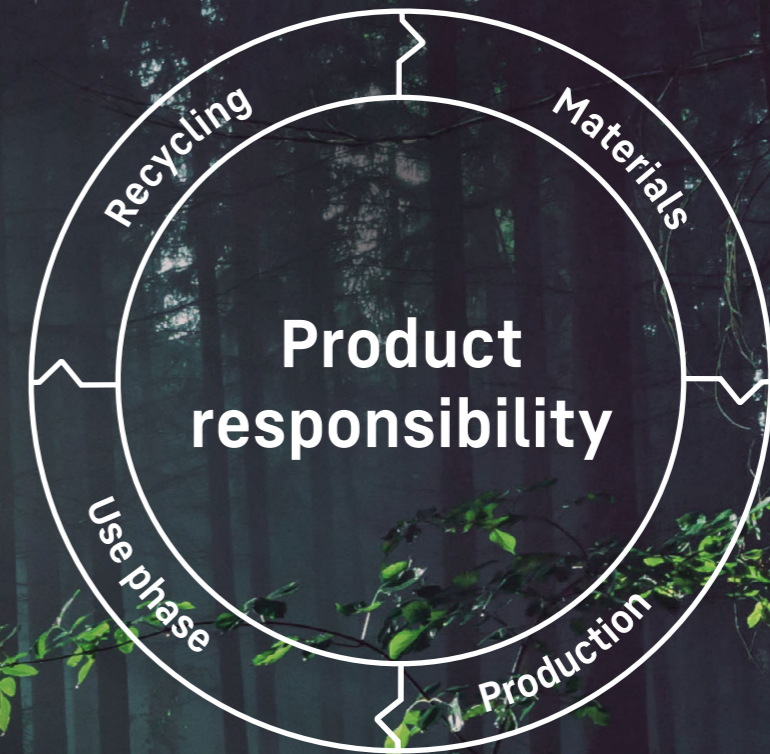 Recycling
Materials
Product
responsibility
Use phase
Production